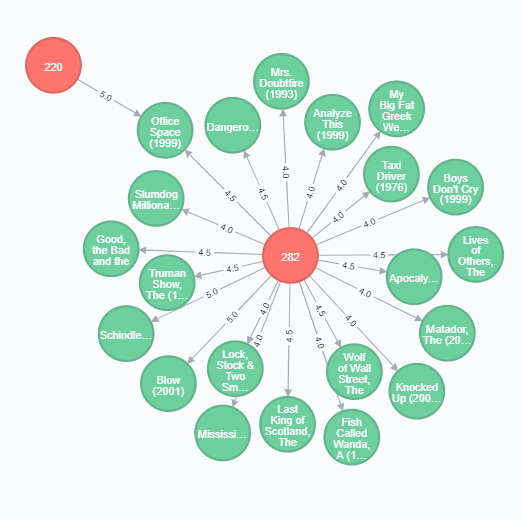 220
5.0
Office
Space
(1999)
Dangero...
Mrs.
Doubtfire
(1993)
Analyze
This
(1999)
My
Big Fat
Greek
We...
Taxi
Driver
(1976)
Boys
Don't Cry
(1999)
Slumdog
Milliona...
4.5
4.5
4.0
4.0
4.0
4.0
4.0
4.0
Good,
the Bad
and the
4.5
282
4.5
Lives
of
Others,
The
Truman
Show,
The (1...
4.5
4.5
Apocaly...
5.0
4.0
Schindle...
Matador,
The (20...
5.0
4.0
4.0
4.5
4.0
4.5
4.0
Blow
(2001)
Lock,
Stock &
Two
Sm...
Wolf
of Wall
Street,
The
Knocked
Up (200...
Mississi...
Last
King of
Scotland,
The
Fish
Called
Wanda,
A (1...